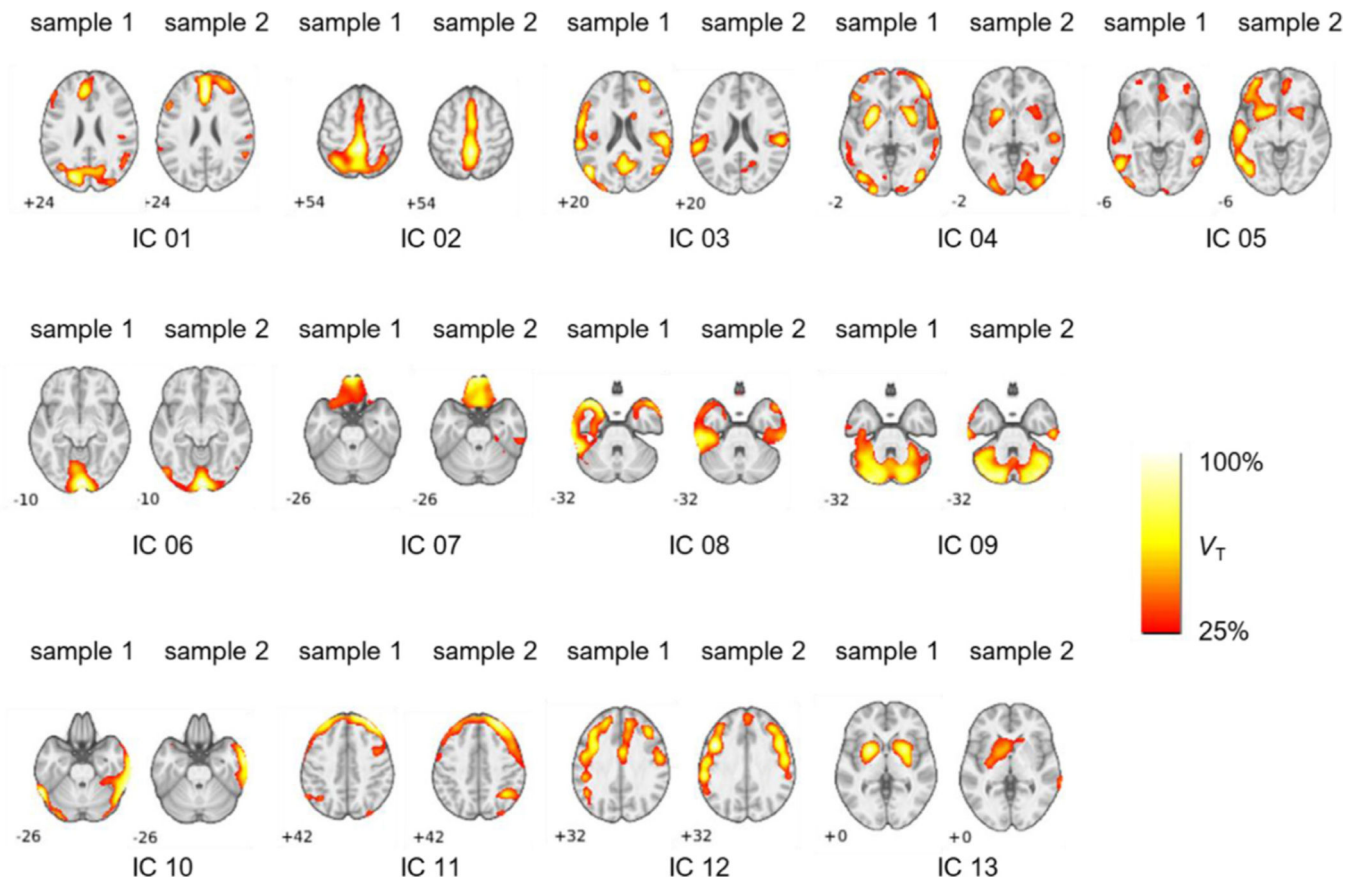 sample 1 sample 2 sample 1 sample 2 sample 1 sample 2 sample 1 sample 2 sample 1 sample 2
+24 -24 +54 +54 +20 +20 -2 -2 -6 -6
IC 01 IC 02 IC 03 IC 04 IC 05
sample 1 sample 2 sample 1 sample 2 sample 1 sample 2 sample 1 sample 2
-10 -10 -26 -26 -32 -32 -32 -32
IC 06 IC 07 IC 08 IC 09
100%
VT
25%
sample 1 sample 2 sample 1 sample 2 sample 1 sample 2 sample 1 sample 2
-26 -26 +42 +42 +32 +32 +0 +0
IC 10 IC 11 IC 12 IC 13